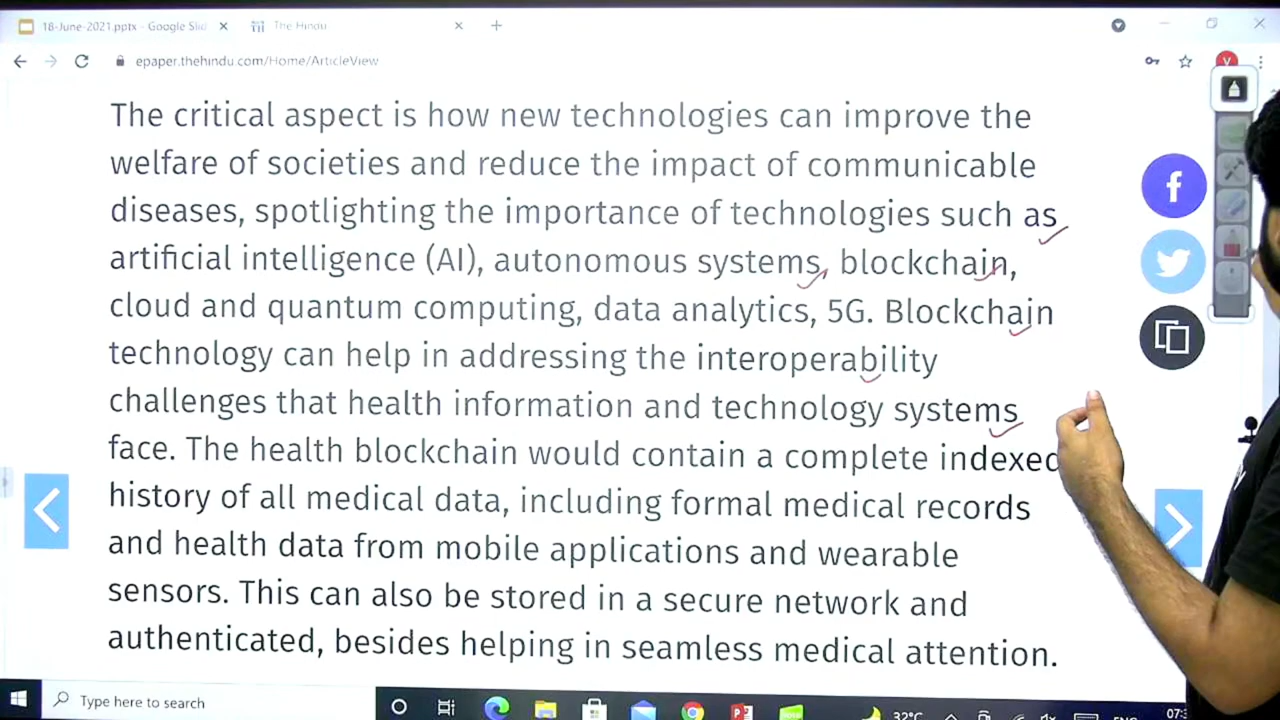 18-June-2021.pptx - Google Slid
The Hindu
epaper.thehindu.com/Home/ArticleView
V
The critical aspect is how new technologies can improve the
welfare of societies and reduce the impact of communicable
diseases, spotlighting the importance of technologies such as
artificial intelligence (AI), autonomous systems, blockchain,
cloud and quantum computing, data analytics, 5G. Blockchain
technology can help in addressing the interoperability
challenges that health information and technology systems
face. The health blockchain would contain a complete indexed
history of all medical data, including formal medical records
and health data from mobile applications and wearable
sensors. This can also be stored in a secure network and
authenticated, besides helping in seamless medical attention.
Type here to search
32°C
ENG